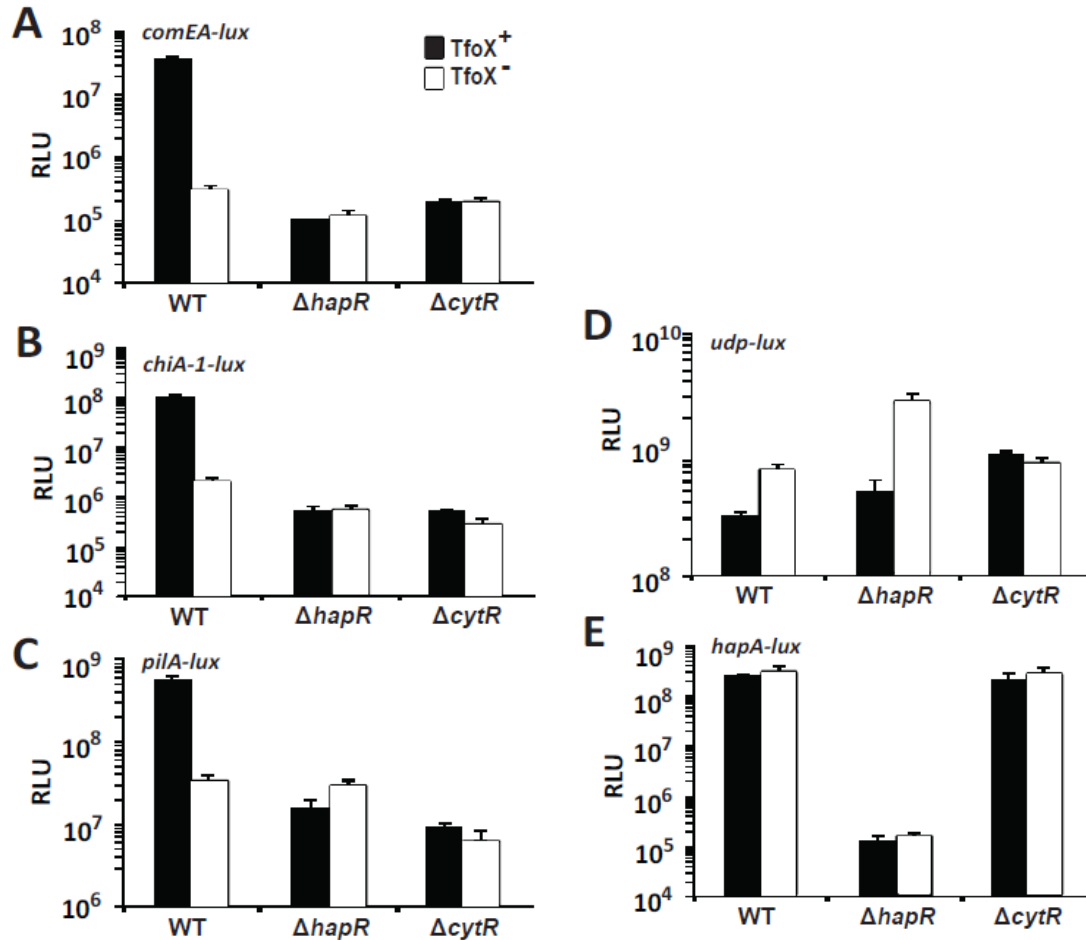 A
comEA-lux
TfoX+
TfoX-
RLU
10^8
10^7
10^6
10^5
10^4
WT
ΔhapR
ΔcytR
B
chiA-1-lux
RLU
10^9
10^8
10^7
10^6
10^5
10^4
WT
ΔhapR
ΔcytR
C
pilA-lux
RLU
10^9
10^8
10^7
10^6
WT
ΔhapR
ΔcytR
D
udp-lux
RLU
10^10
10^9
10^8
WT
ΔhapR
ΔcytR
E
hapA-lux
RLU
10^9
10^8
10^7
10^6
10^5
10^4
WT
ΔhapR
ΔcytR